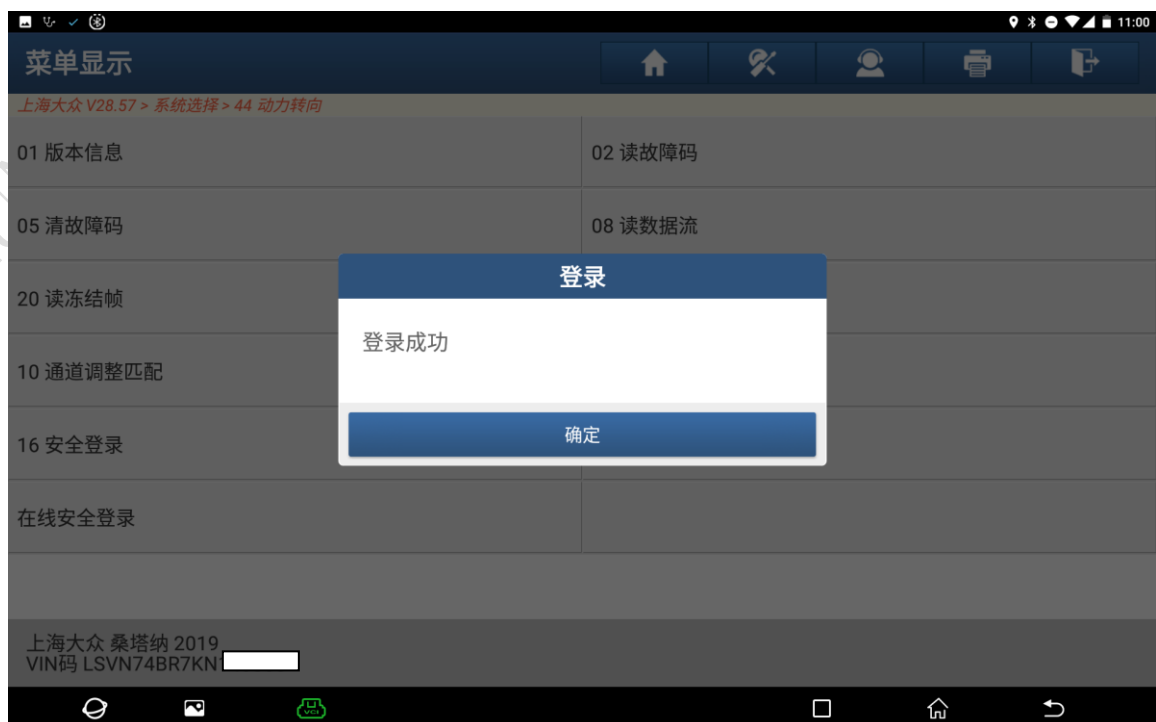 11:00
菜单显示
上海大众 V28.57 > 系统选择 > 44 动力转向
01 版本信息
02 读故障码
05 清故障码
08 读数据流
登录
20 读冻结帧
登录成功
10 通道调整匹配
确定
16 安全登录
在线安全登录
上海大众 桑塔纳 2019
VIN码 LSVN74BR7KN
VCI